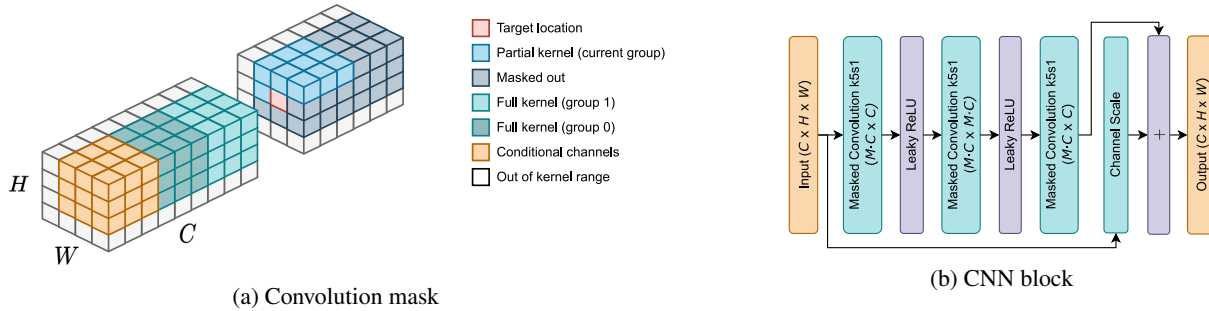 H
W
C
Target location
Partial kernel (current group)
Masked out
Full kernel (group 1)
Full kernel (group 0)
Conditional channels
Out of kernel range
(a) Convolution mask
Input (C x H x W)
Masked Convolution k5s1
(M·C x C)
Leaky ReLU
Masked Convolution k5s1
(M·C x M·C)
Leaky ReLU
Masked Convolution k5s1
(M·C x C)
Channel Scale
+
Output (C x H x W)
(b) CNN block